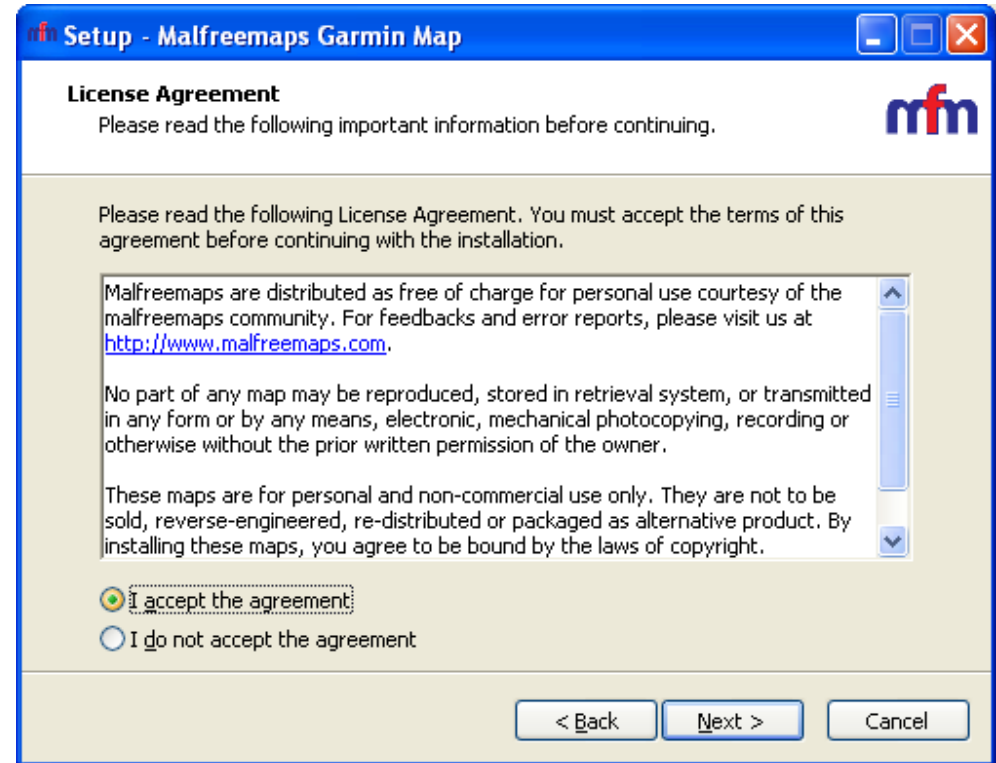 mfm Setup - Malfreemaps Garmin Map
License Agreement
Please read the following important information before continuing.
mfm
Please read the following License Agreement. You must accept the terms of this
agreement before continuing with the installation.
Malfreemaps are distributed as free of charge for personal use courtesy of the
malfreemaps community. For feedbacks and error reports, please visit us at
http://www.malfreemaps.com.
No part of any map may be reproduced, stored in retrieval system, or transmitted
in any form or by any means, electronic, mechanical photocopying, recording or
otherwise without the prior written permission of the owner.
These maps are for personal and non-commercial use only. They are not to be
sold, reverse-engineered, re-distributed or packaged as alternative product. By
installing these maps, you agree to be bound by the laws of copyright.
I accept the agreement
I do not accept the agreement
< Back Next > Cancel